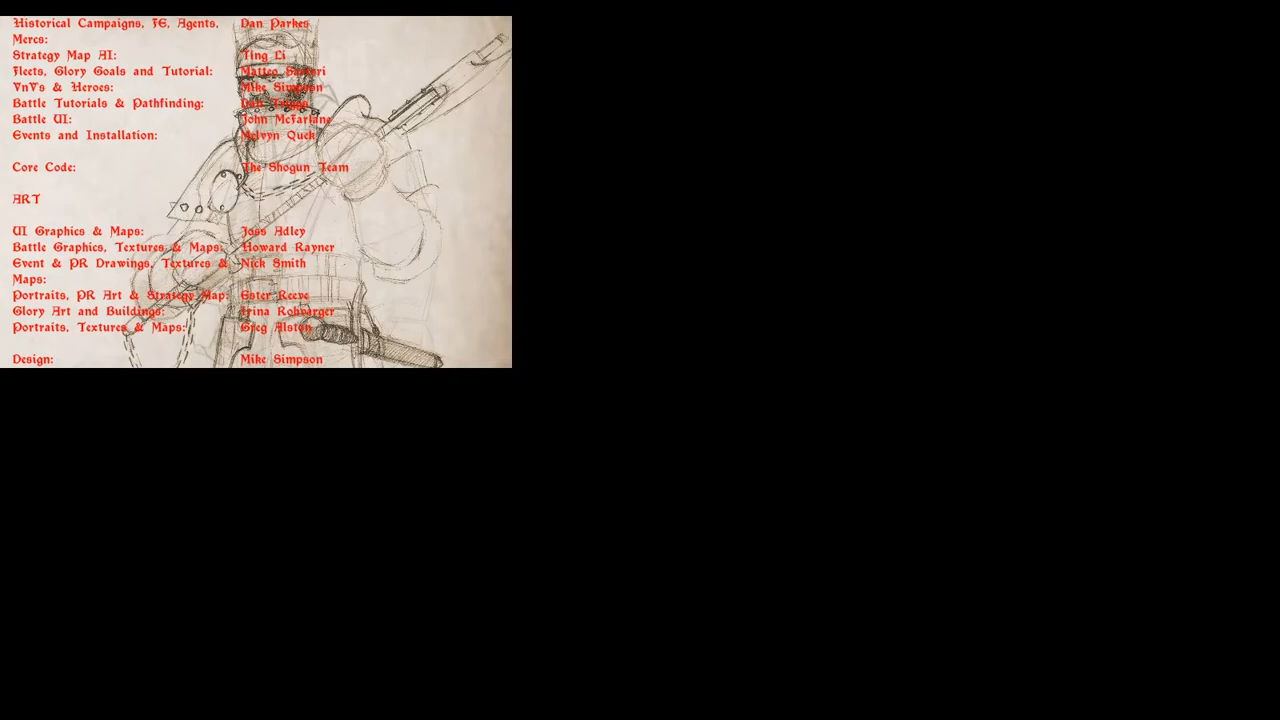 Historical Campaigns, FE, Agents, Dan Parkes
Mercs:
Strategy Map AI: Ting Li
Fleets, Glory Goals and Tutorial: Matteo Sartori
VnV's & Heroes: Mike Simpson
Battle Tutorials & Pathfinding: Dan
Battle UI: John McFarlane
Events and Installation: Melvyn Quek
Core Code: The Shogun Team
ART
UI Graphics & Maps: Joss Adley
Battle Graphics, Textures & Maps: Howard Rayner
Event & PR Drawings, Textures & Nick Smith
Maps:
Portraits, PR Art & Strategy Map: Ester Reeve
Glory Art and Buildings: Irina Rohvarger
Portraits, Textures & Maps: Greg Alston
Design: Mike Simpson